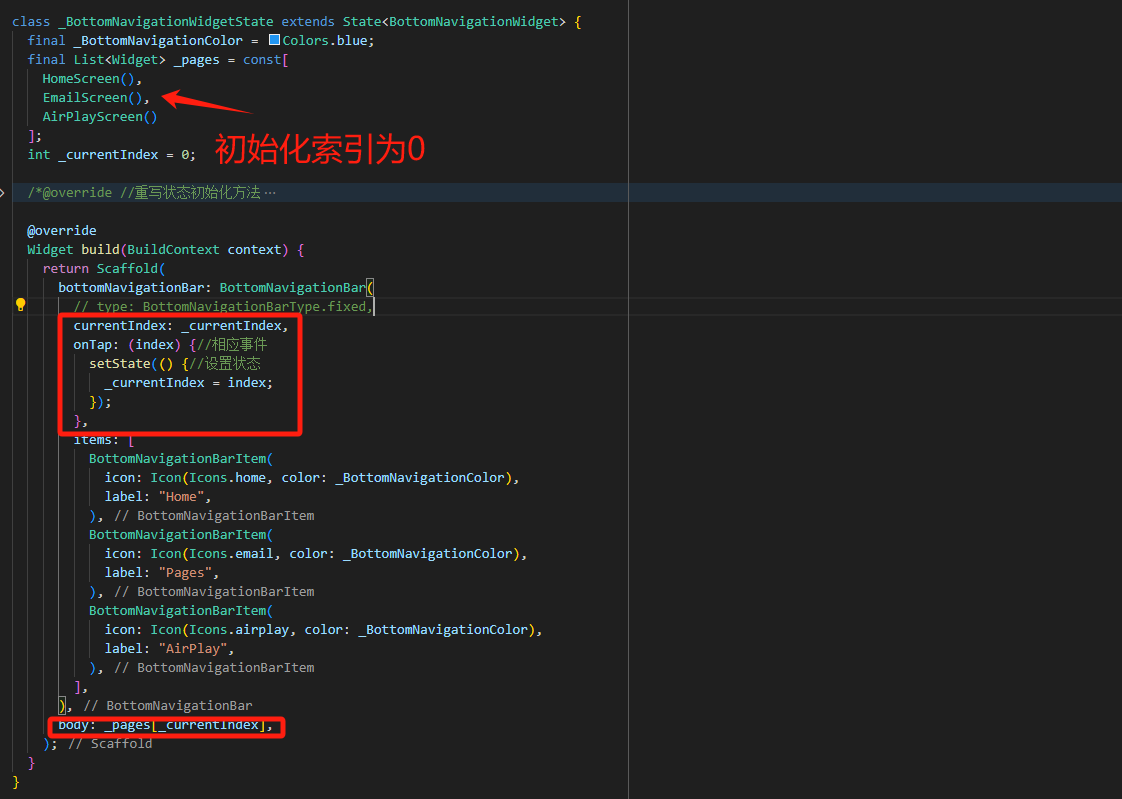 class _BottomNavigationWidgetState extends State<BottomNavigationWidget> {
final _BottomNavigationColor = Colors.blue;
final List<Widget> _pages = const[
HomeScreen(),
EmailScreen(),
AirPlayScreen()
];
初始化索引为0
int _currentIndex = 0;
/*@override //重写状态初始化方法 ⋯
@override
Widget build(BuildContext context) {
return Scaffold(
bottomNavigationBar: BottomNavigationBar(
// type: BottomNavigationBarType.fixed,
currentIndex: _currentIndex,
onTap: (index) {//相应事件
setState(() {//设置状态
_currentIndex = index;
});
},
items: [
BottomNavigationBarItem(
icon: Icon(Icons.home, color: _BottomNavigationColor),
label: "Home",
), // BottomNavigationBarItem
BottomNavigationBarItem(
icon: Icon(Icons.email, color: _BottomNavigationColor),
label: "Pages",
), // BottomNavigationBarItem
BottomNavigationBarItem(
icon: Icon(Icons.airplay, color: _BottomNavigationColor),
label: "AirPlay",
), // BottomNavigationBarItem
],
), // BottomNavigationBar
body: _pages[_currentIndex],
); // Scaffold
}
}